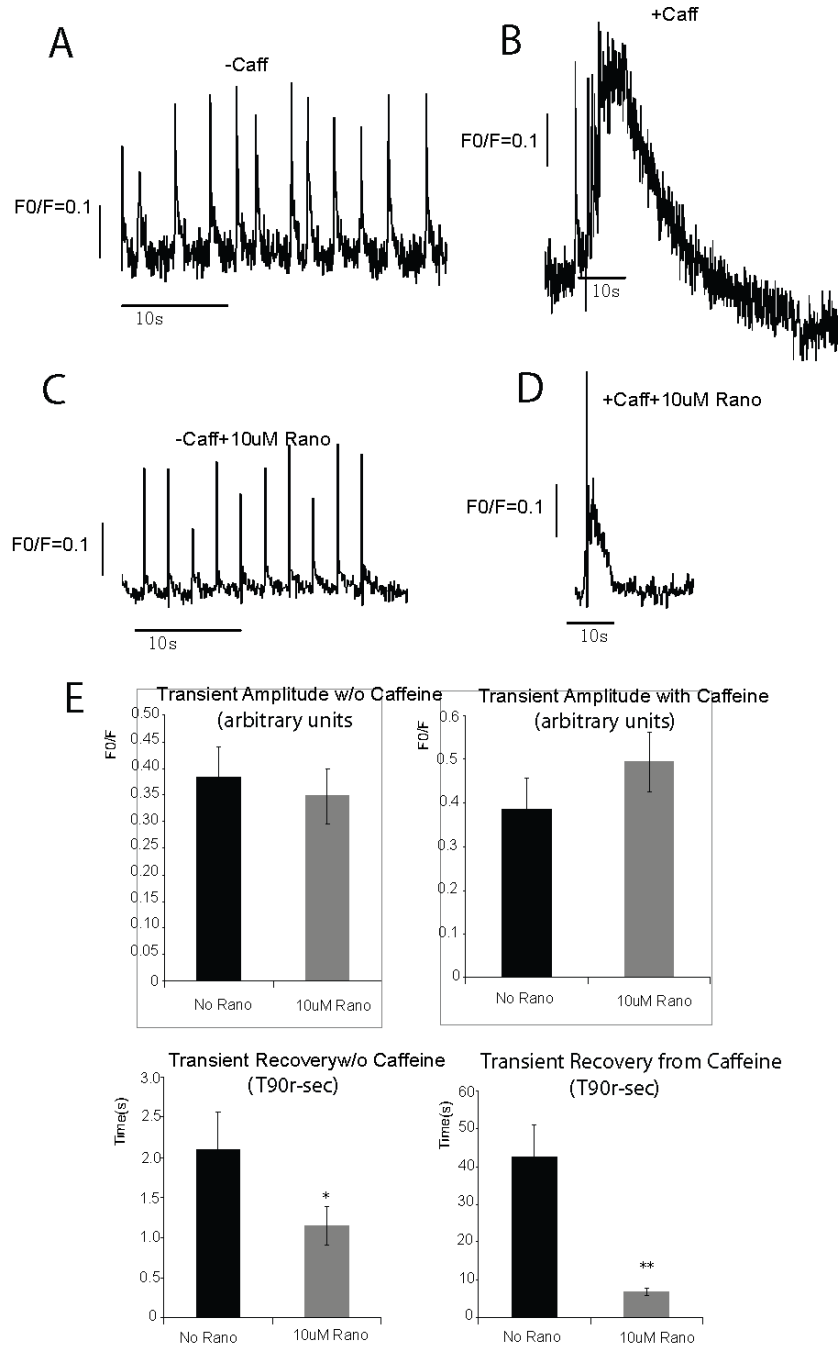 A
-Caff
F0/F=0.1
10s
B
+Caff
F0/F=0.1
10s
C
-Caff+10uM Rano
F0/F=0.1
10s
D
+Caff+10uM Rano
F0/F=0.1
10s
E
Transient Amplitude w/o Caffeine
(arbitrary units
F0/F
0.50
0.45
0.40
0.35
0.30
0.25
0.20
0.15
0.10
0.05
0
No Rano
10uM Rano
Transient Amplitude with Caffeine
(arbitrary units)
F0/F
0.6
0.5
0.4
0.3
0.2
0.1
0
No Rano
10uM Rano
Transient Recoveryw/o Caffeine
(T90r-sec)
Time(s)
3.0
2.5
2.0
1.5
1.0
0.5
0
*
No Rano
10uM Rano
Transient Recovery from Caffeine
(T90r-sec)
Time(s)
60
50
40
30
20
10
0
**
No Rano
10uM Rano